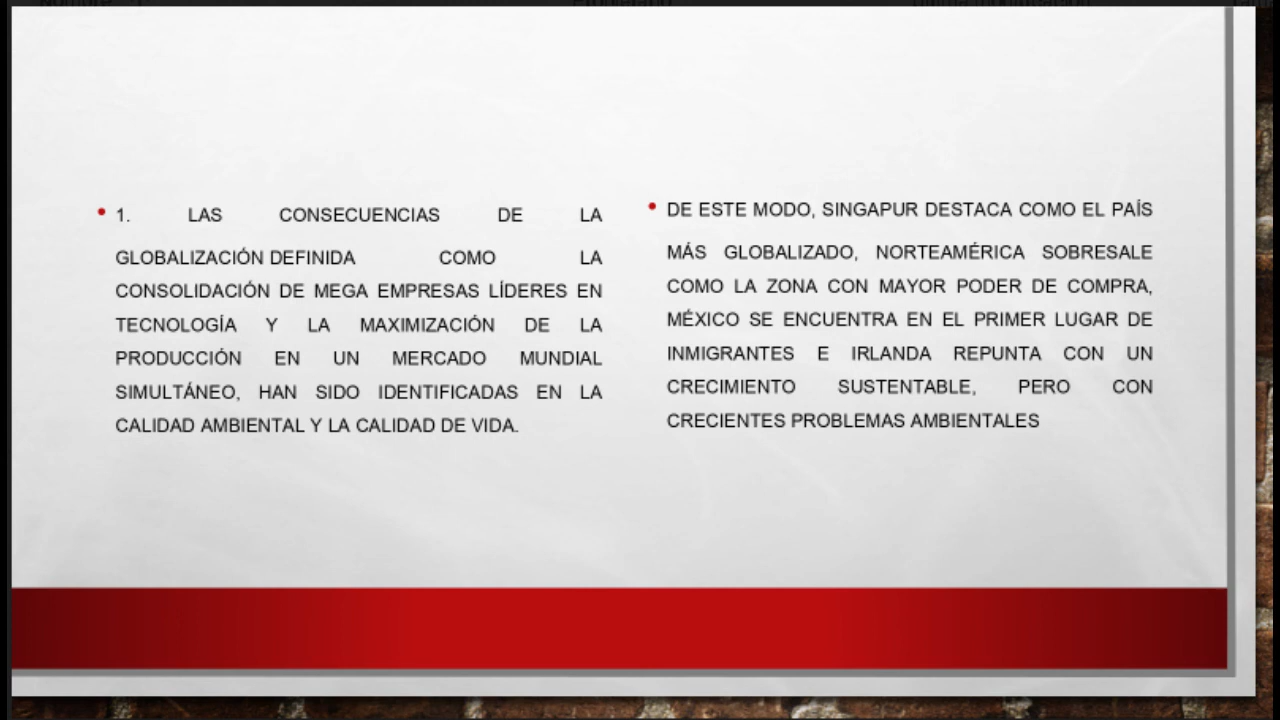 1. LAS CONSECUENCIAS DE LA
GLOBALIZACIÓN DEFINIDA COMO LA
CONSOLIDACIÓN DE MEGA EMPRESAS LÍDERES EN
TECNOLOGÍA Y LA MAXIMIZACIÓN DE LA
PRODUCCIÓN EN UN MERCADO MUNDIAL
SIMULTÁNEO, HAN SIDO IDENTIFICADAS EN LA
CALIDAD AMBIENTAL Y LA CALIDAD DE VIDA.
DE ESTE MODO, SINGAPUR DESTACA COMO EL PAÍS
MÁS GLOBALIZADO, NORTEAMÉRICA SOBRESALE
COMO LA ZONA CON MAYOR PODER DE COMPRA,
MÉXICO SE ENCUENTRA EN EL PRIMER LUGAR DE
INMIGRANTES E IRLANDA REPUNTA CON UN
CRECIMIENTO SUSTENTABLE, PERO CON
CRECIENTES PROBLEMAS AMBIENTALES